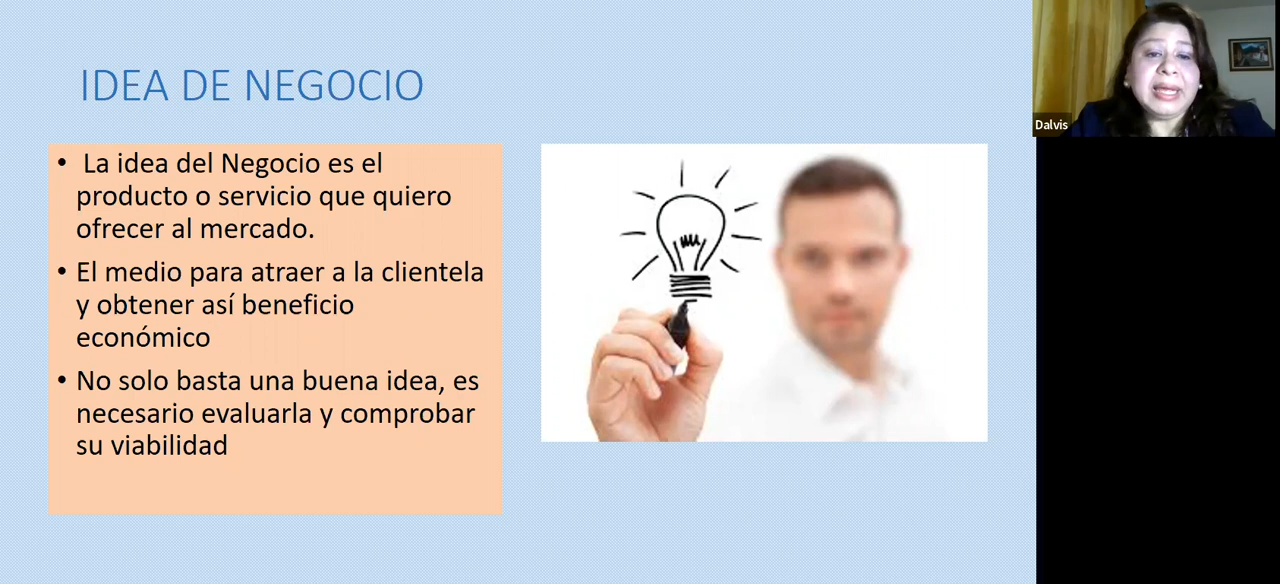 IDEA DE NEGOCIO
• La idea del Negocio es el
producto o servicio que quiero
ofrecer al mercado.
• El medio para atraer a la clientela
y obtener así beneficio
económico
• No solo basta una buena idea, es
necesario evaluarla y comprobar
su viabilidad
Dalvis